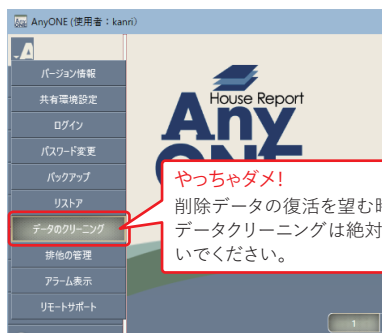 AnyONE (使用者：kanri)
バージョン情報
共有環境設定
ログイン
パスワード変更
バックアップ
リストア
データのクリーニング
排他の管理
アラーム表示
リモートサポート
House Report
Any
ONE
やっちゃダメ!
削除データの復活を望む時
データクリーニングは絶対
いでください。
1